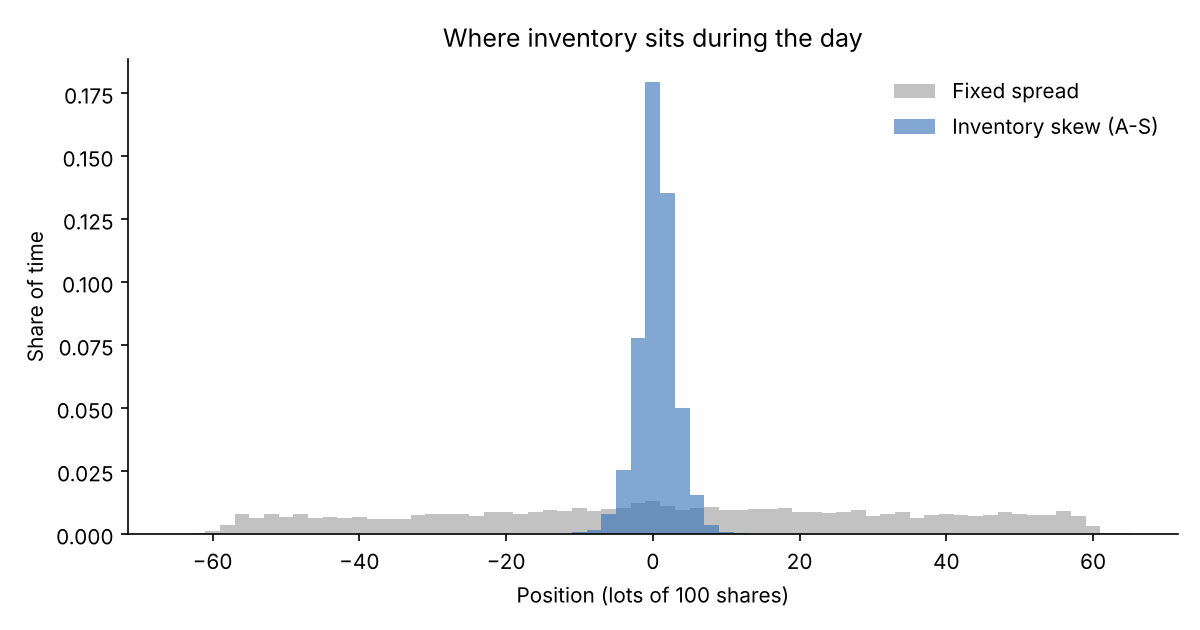 Where inventory sits during the day
Fixed spread
Inventory skew (A-S)
Share of time
0.175
0.150
0.125
0.100
0.075
0.050
0.025
0.000
−60 −40 −20 0 20 40 60
Position (lots of 100 shares)